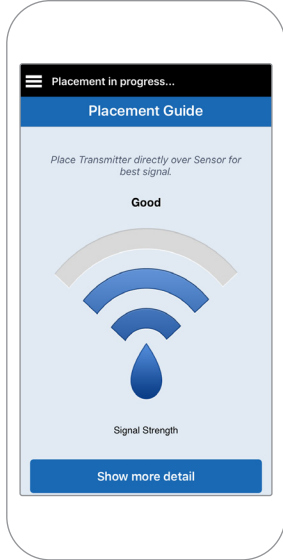 Placement in progress...
Placement Guide
Place Transmitter directly over Sensor for
best signal.
Good
Signal Strength
Show more detail